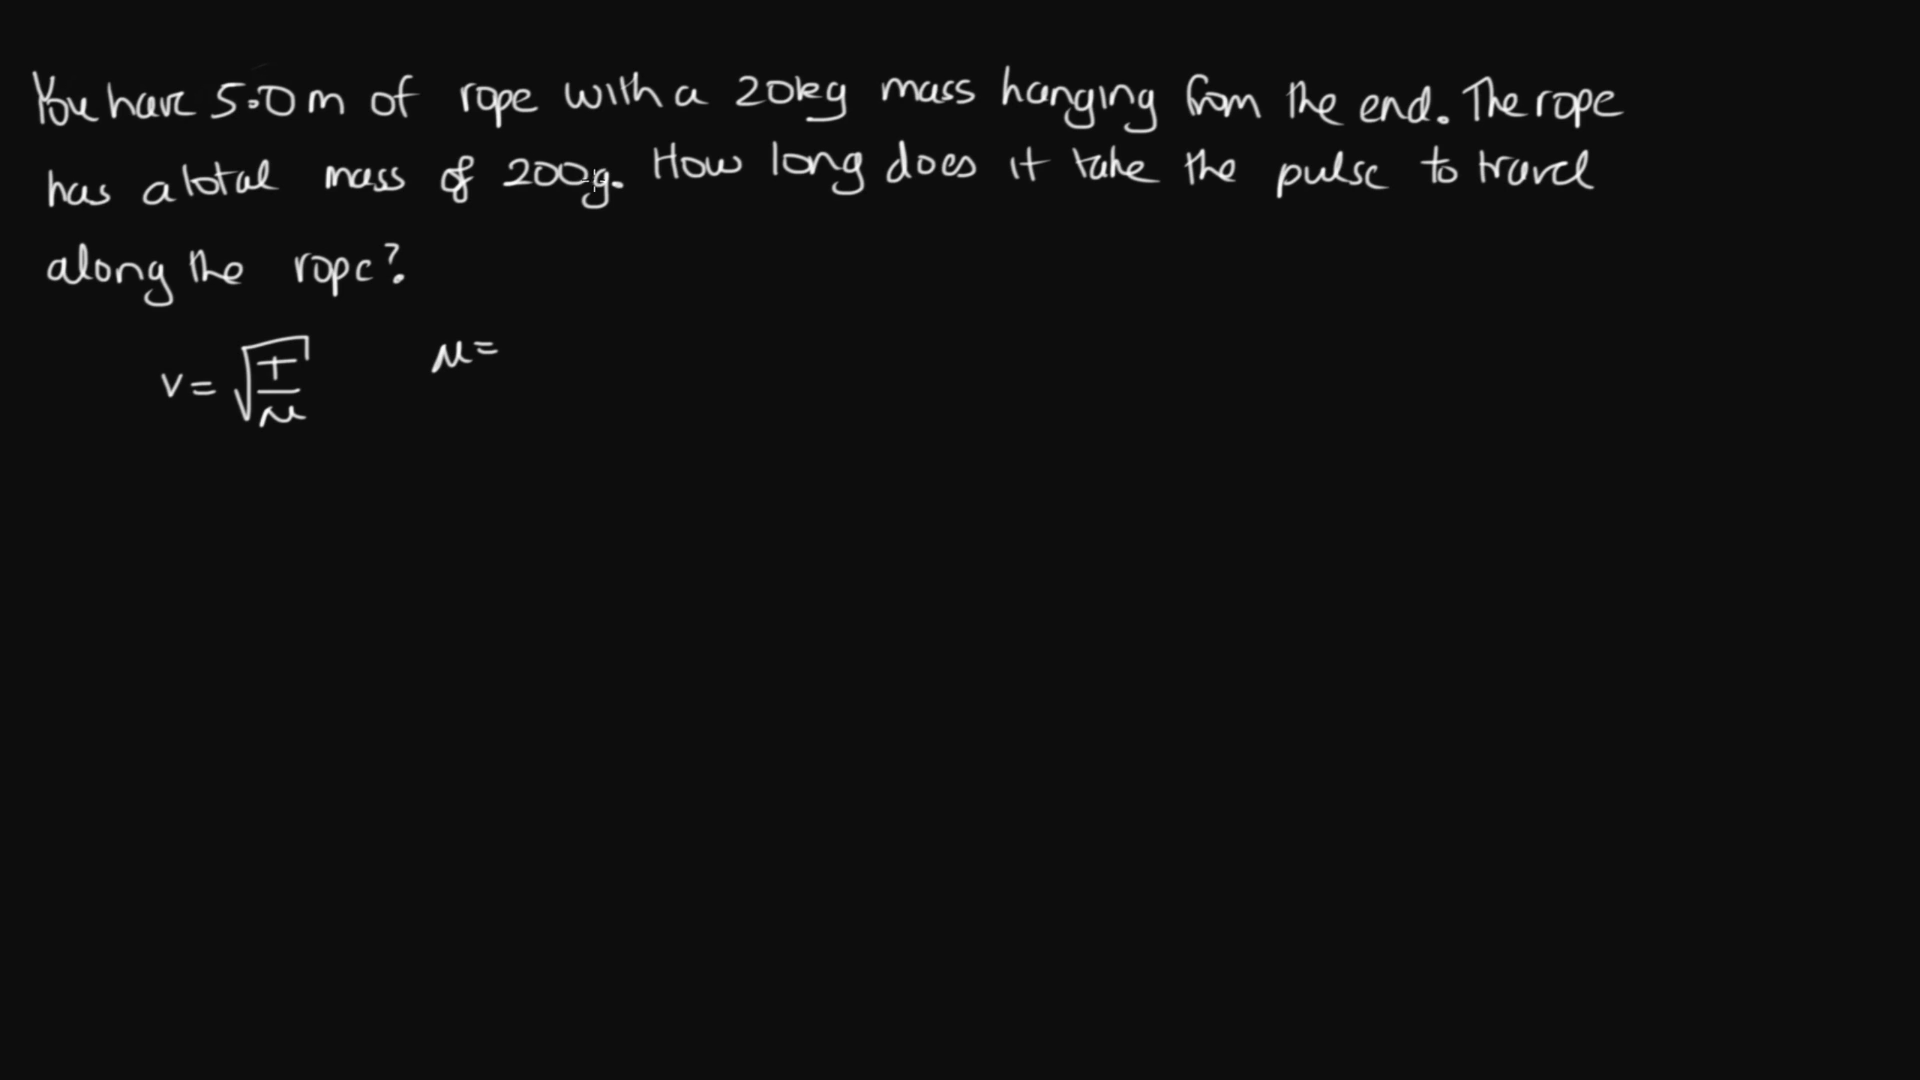 You have 5.0m of rope with a 20kg mass hanging from the end. The rope
has a total mass of 200g. How long does it take the pulse to travel
along the rope?
v = √(T/μ) μ =